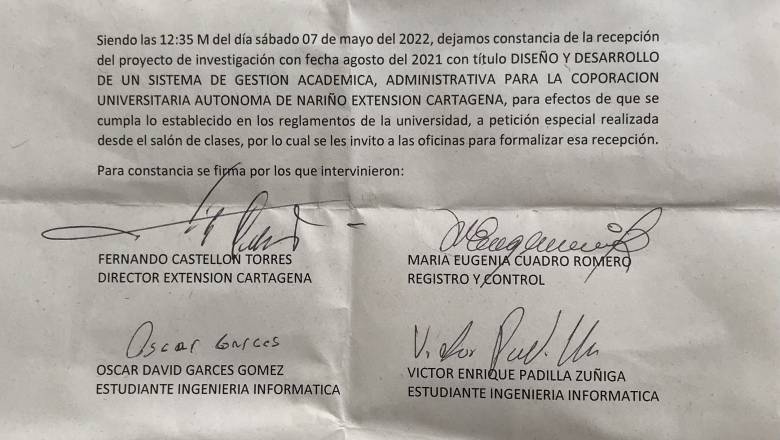 Siendo las 12:35 M del día sábado 07 de mayo del 2022, dejamos constancia de la recepción
del proyecto de investigación con fecha agosto del 2021 con título DISEÑO Y DESARROLLO
DE UN SISTEMA DE GESTION ACADEMICA, ADMINISTRATIVA PARA LA COPORACION
UNIVERSITARIA AUTONOMA DE NARIÑO EXTENSION CARTAGENA, para efectos de que se
cumpla lo establecido en los reglamentos de la universidad, a petición especial realizada
desde el salón de clases, por lo cual se les invito a las oficinas para formalizar esa recepción.
Para constancia se firma por los que intervinieron:
FERNANDO CASTELLON TORRES
DIRECTOR EXTENSION CARTAGENA
MARIA EUGENIA CUADRO ROMERO
REGISTRO Y CONTROL
Oscar Garces
OSCAR DAVID GARCES GOMEZ
ESTUDIANTE INGENIERIA INFORMATICA
Victor Padilla
VICTOR ENRIQUE PADILLA ZUÑIGA
ESTUDIANTE INGENIERIA INFORMATICA